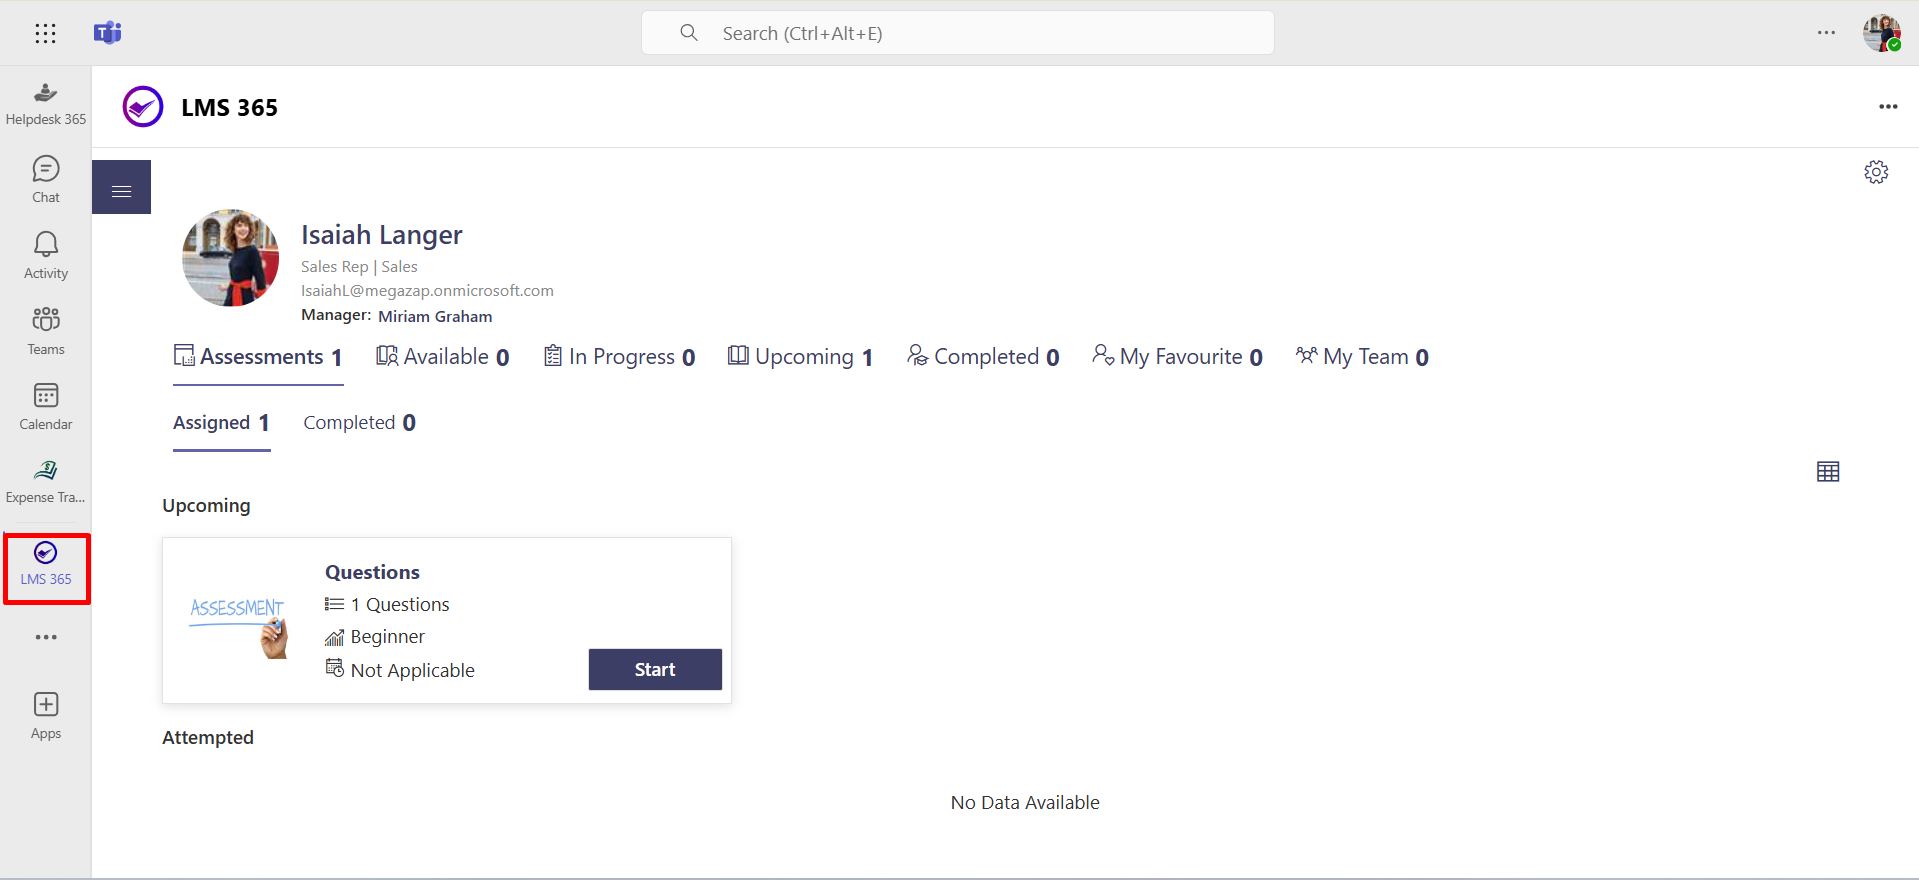 Search (Ctrl+Alt+E)
Helpdesk 365
Chat
Activity
Teams
Calendar
Expense Tra...
LMS 365
Apps
LMS 365
Isaiah Langer
Sales Rep | Sales
IsaiahL@megazap.onmicrosoft.com
Manager: Miriam Graham
Assessments 1 Available 0 In Progress 0 Upcoming 1 Completed 0 My Favourite 0 My Team 0
Assigned 1 Completed 0
Upcoming
ASSESSMENT
Questions
1 Questions
Beginner
Not Applicable
Start
Attempted
No Data Available